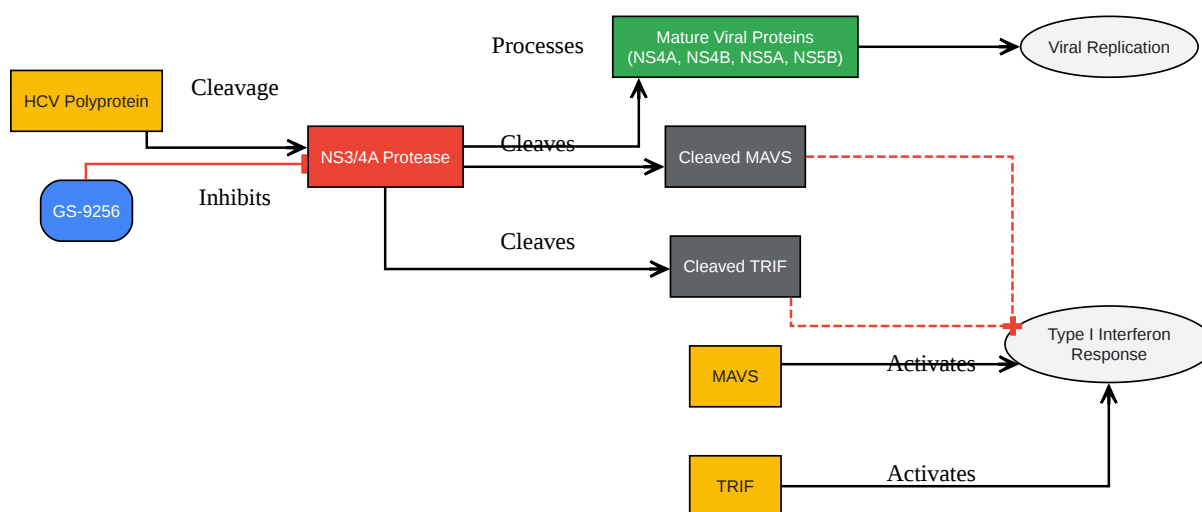 Processes
Mature Viral Proteins
(NS4A, NS4B, NS5A, NS5B)
Viral Replication
HCV Polyprotein
Cleavage
NS3/4A Protease
Cleaves
Cleaved MAVS
GS-9256
Inhibits
Cleaves
Cleaved TRIF
Type I Interferon
Response
MAVS
Activates
TRIF
Activates